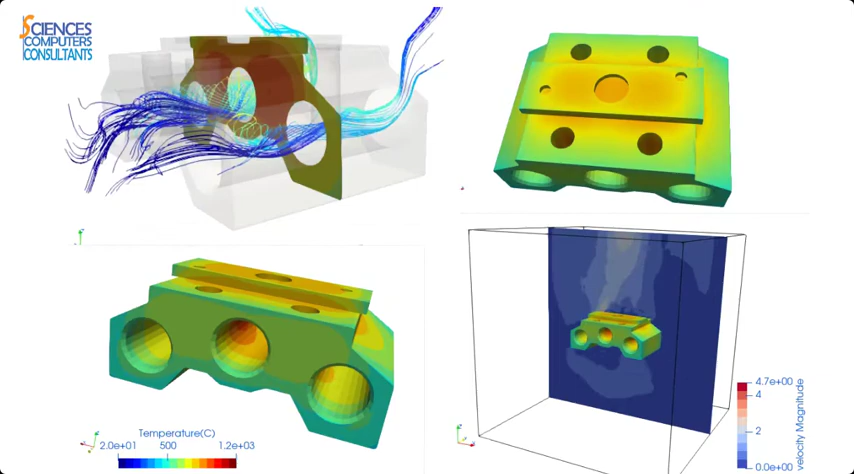 SCIENCES
COMPUTERS
CONSULTANTS
Temperature(C)
2.0e+01 500 1.2e+03
4.7e+00
4
2
0.0e+00
velocity Magnitude